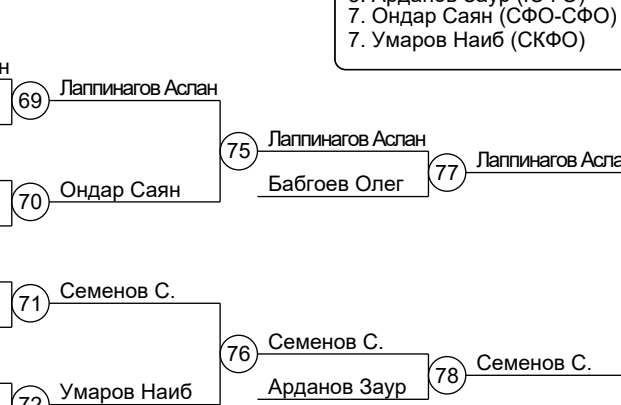 7. Ондар Саян (СФО-СФО)
7. Умаров Наиб (СКФО)
69 Лаппинагов Аслан
75 Лаппинагов Аслан
77
Бабгоев Олег
70 Ондар Саян
71 Семенов С.
76 Семенов С.
78 Семенов С.
Арданов Заур
72 Умаров Наиб